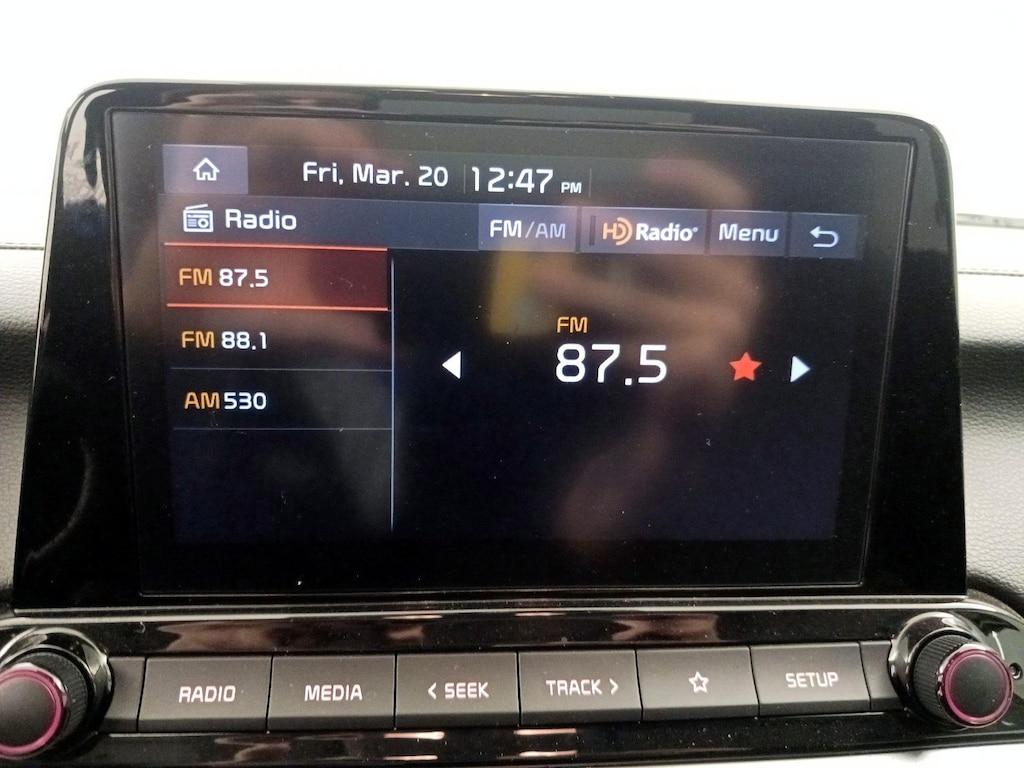 Fri, Mar. 20 12:47 PM
Radio FM/AM HD Radio® Menu
FM 87.5
FM 88.1
AM 530
FM
87.5
RADIO MEDIA < SEEK TRACK > SETUP